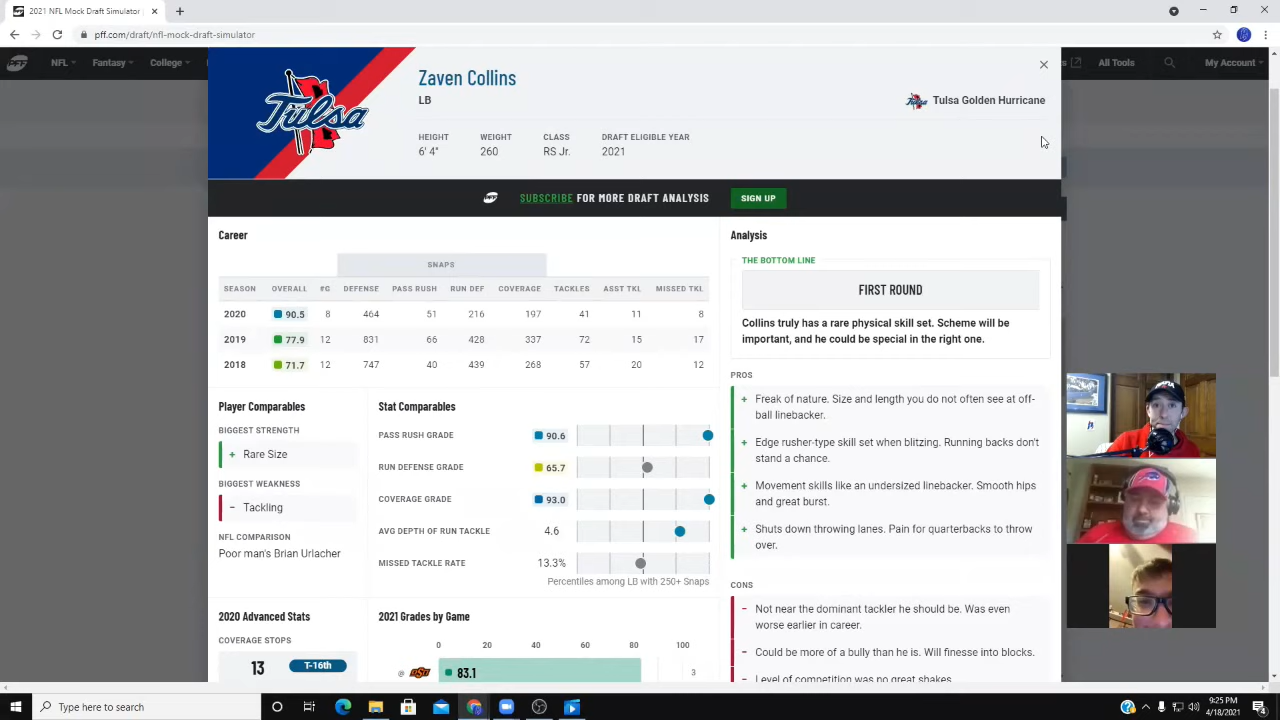 2021 NFL Mock Draft Simulator
pff.com/draft/nfl-mock-draft-simulator
PFF NFL Fantasy College All Tools My Account
Tulsa
Zaven Collins
LB
Tulsa Golden Hurricane
HEIGHT WEIGHT CLASS DRAFT ELIGIBLE YEAR
6' 4" 260 RS Jr. 2021
PFF SUBSCRIBE FOR MORE DRAFT ANALYSIS SIGN UP
Career
SNAPS
SEASON OVERALL #G DEFENSE PASS RUSH RUN DEF COVERAGE TACKLES ASST TKL MISSED TKL
2020 90.5 8 464 51 216 197 41 11 8
2019 77.9 12 831 66 428 337 72 15 17
2018 71.7 12 747 40 439 268 57 20 12
Player Comparables
BIGGEST STRENGTH
+ Rare Size
BIGGEST WEAKNESS
− Tackling
NFL COMPARISON
Poor man's Brian Urlacher
Stat Comparables
PASS RUSH GRADE 90.6
RUN DEFENSE GRADE 65.7
COVERAGE GRADE 93.0
AVG DEPTH OF RUN TACKLE 4.6
MISSED TACKLE RATE 13.3%
Percentiles among LB with 250+ Snaps
2020 Advanced Stats
COVERAGE STOPS
13 T-16th
2021 Grades by Game
0 20 40 60 80 100
@ OSU 83.1 3
Analysis
THE BOTTOM LINE
FIRST ROUND
Collins truly has a rare physical skill set. Scheme will be
important, and he could be special in the right one.
PROS
+ Freak of nature. Size and length you do not often see at off-
ball linebacker.
+ Edge rusher-type skill set when blitzing. Running backs don't
stand a chance.
+ Movement skills like an undersized linebacker. Smooth hips
and great burst.
+ Shuts down throwing lanes. Pain for quarterbacks to throw
over.
CONS
− Not near the dominant tackler he should be. Was even
worse earlier in career.
− Could be more of a bully than he is. Will finesse into blocks.
− Level of competition was no great shakes.
Type here to search
9:25 PM
4/18/2021